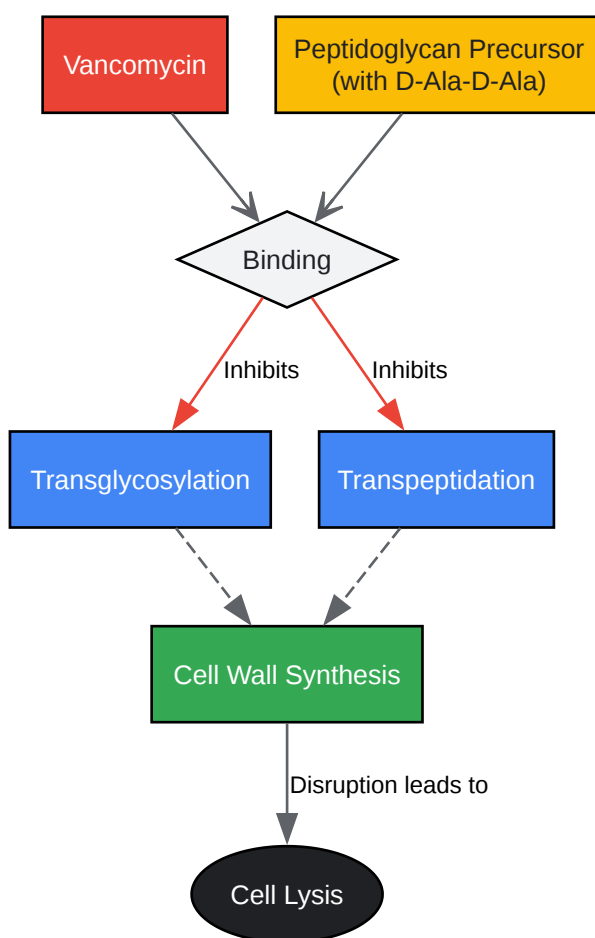 Vancomycin
Peptidoglycan Precursor
(with D-Ala-D-Ala)
Binding
Inhibits
Inhibits
Transglycosylation
Transpeptidation
Cell Wall Synthesis
Disruption leads to
Cell Lysis